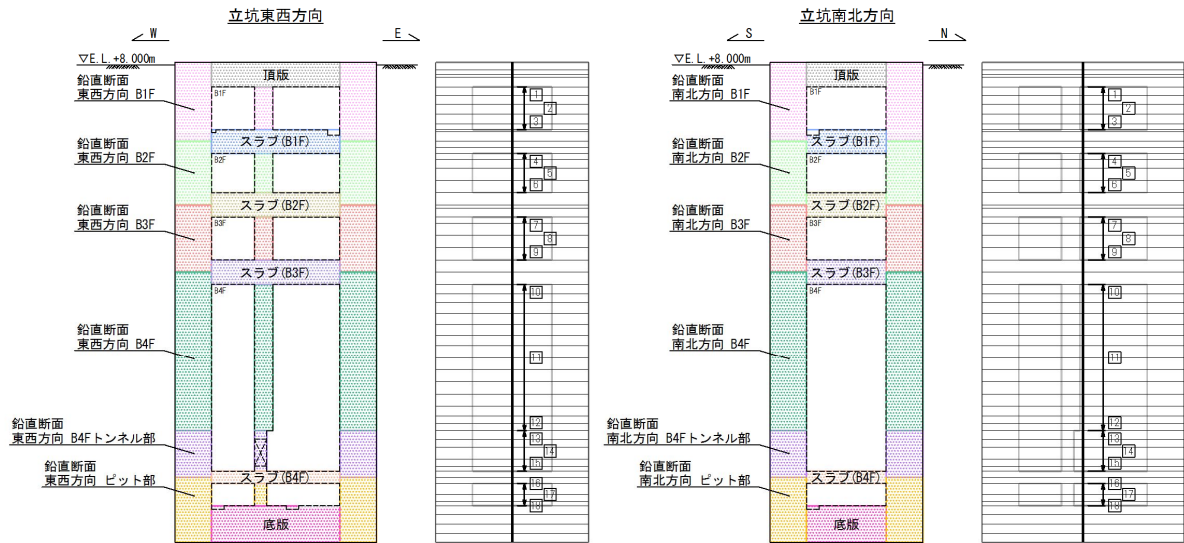 立坑東西方向
W
E
▽E.L.+8.000m
頂版
鉛直断面
東西方向 B1F
B1F
スラブ(B1F)
鉛直断面
東西方向 B2F
B2F
スラブ(B2F)
鉛直断面
東西方向 B3F
B3F
スラブ(B3F)
B4F
鉛直断面
東西方向 B4F
鉛直断面
東西方向 B4Fトンネル部
スラブ(B4F)
鉛直断面
東西方向 ピット部
底版
1
2
3
4
5
6
7
8
9
10
11
12
13
14
15
16
17
18
立坑南北方向
S
N
▽E.L.+8.000m
頂版
鉛直断面
南北方向 B1F
B1F
スラブ(B1F)
鉛直断面
南北方向 B2F
B2F
スラブ(B2F)
鉛直断面
南北方向 B3F
B3F
スラブ(B3F)
B4F
鉛直断面
南北方向 B4F
鉛直断面
南北方向 B4Fトンネル部
スラブ(B4F)
鉛直断面
南北方向 ピット部
底版
1
2
3
4
5
6
7
8
9
10
11
12
13
14
15
16
17
18